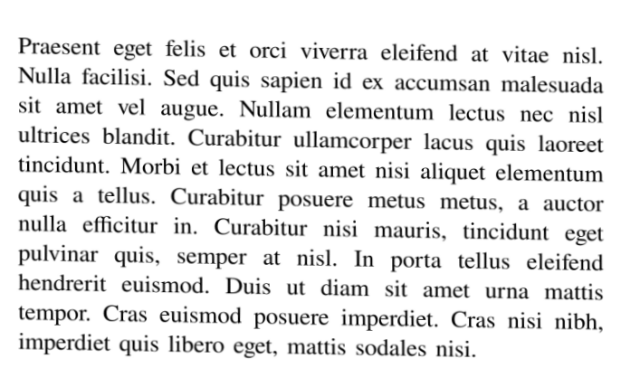 Praesent eget felis et orci viverra eleifend at vitae nisl.
Nulla facilisi. Sed quis sapien id ex accumsan malesuada
sit amet vel augue. Nullam elementum lectus nec nisl
ultrices blandit. Curabitur ullamcorper lacus quis laoreet
tincidunt. Morbi et lectus sit amet nisi aliquet elementum
quis a tellus. Curabitur posuere metus metus, a auctor
nulla efficitur in. Curabitur nisi mauris, tincidunt eget
pulvinar quis, semper at nisl. In porta tellus eleifend
hendrerit euismod. Duis ut diam sit amet urna mattis
tempor. Cras euismod posuere imperdiet. Cras nisi nibh,
imperdiet quis libero eget, mattis sodales nisi.